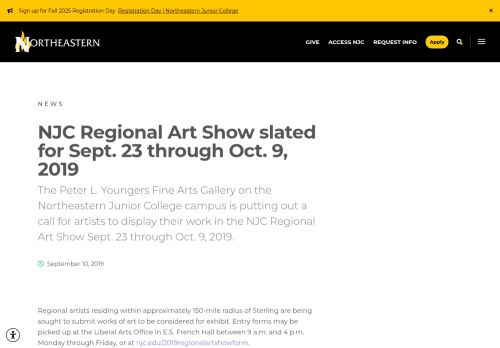 Sign up for Fall 2025 Registration Day Registration Day | Northeastern Junior College ×
NORTHEASTERN GIVE ACCESS NJC REQUEST INFO Apply
NEWS
NJC Regional Art Show slated
for Sept. 23 through Oct. 9,
2019
The Peter L. Youngers Fine Arts Gallery on the
Northeastern Junior College campus is putting out a
call for artists to display their work in the NJC Regional
Art Show Sept. 23 through Oct. 9, 2019.
September 10, 2019
Regional artists residing within approximately 150-mile radius of Sterling are being
sought to submit works of art to be considered for exhibit. Entry forms may be
picked up at the Liberal Arts Office in E.S. French Hall between 9 a.m. and 4 p.m.
Monday through Friday, or at njc.edu/2019regionalartshowform.